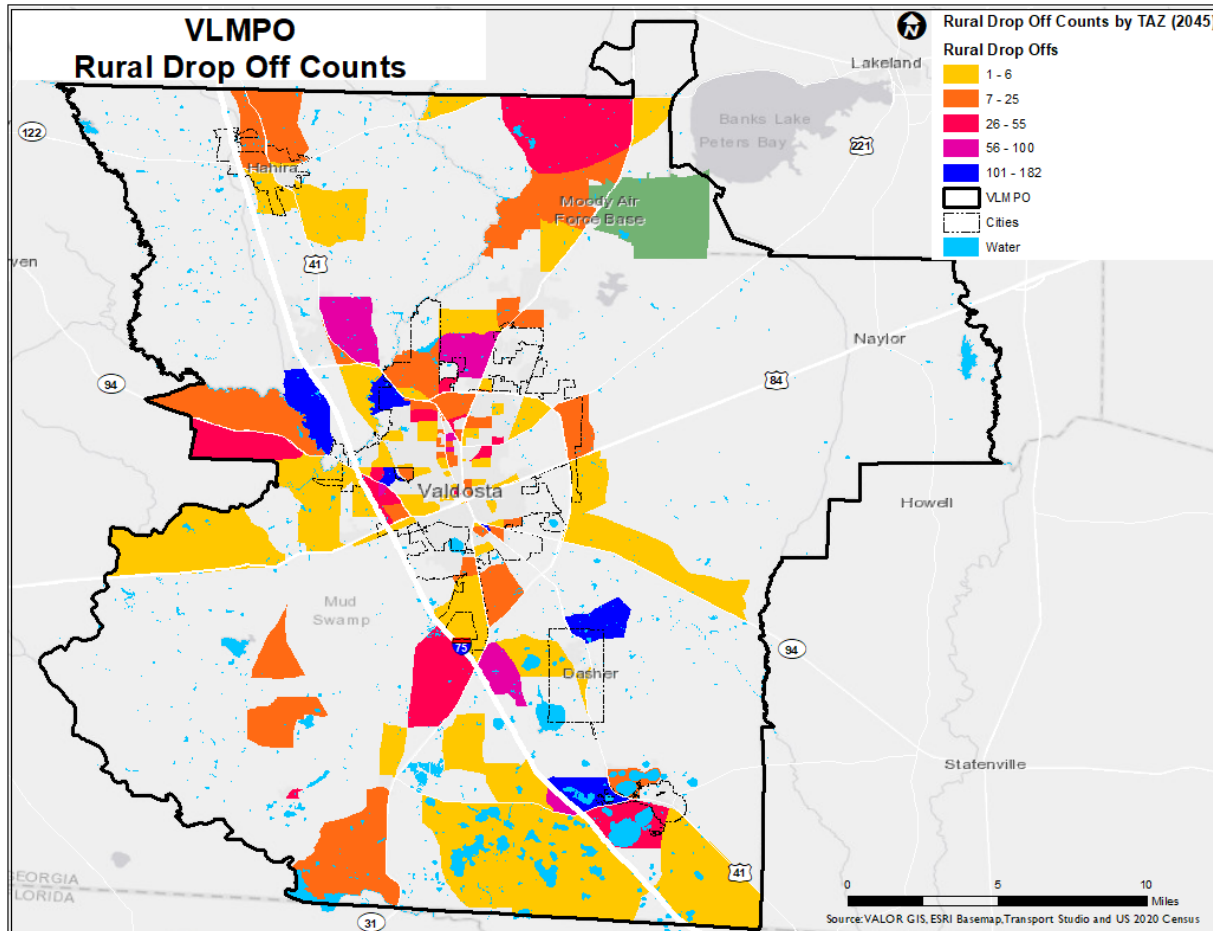 VLMPO
Rural Drop Off Counts
N
Rural Drop Off Counts by TAZ (2045)
Rural Drop Offs
1 - 6
7 - 25
26 - 55
56 - 100
101 - 182
VLMPO
Cities
Water
Lakeland
122
Banks Lake
Peters Bay
221
Hahira
Moody Air
Force Base
ven
41
Naylor
94
84
Valdosta
Howell
Mud
Swamp
75
94
Dasher
Statenville
41
GEORGIA
FLORIDA
31
0 5 10
Miles
Source:VALOR GIS, ESRI Basemap,Transport Studio and US 2020 Census